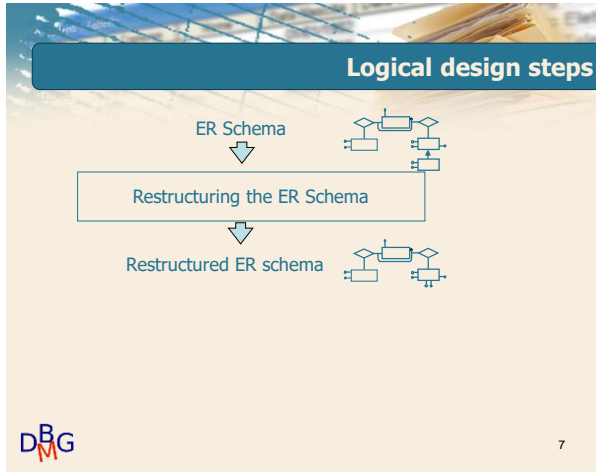 Logical design steps
ER Schema
Restructuring the ER Schema
Restructured ER schema
DBMG
7